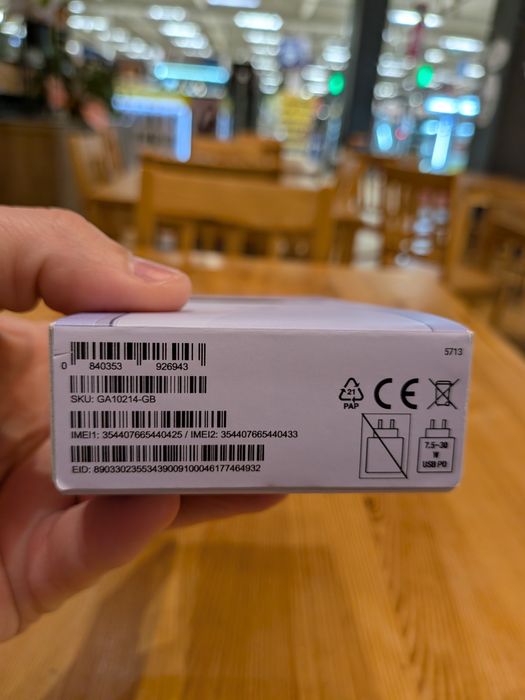 5713
0 840353 926943
SKU: GA10214-GB
IMEI1: 354407665440425 / IMEI2: 354407665440433
EID: 89033023553439009100046177464932
21
PAP
CE
7.5-30
W
USB PD